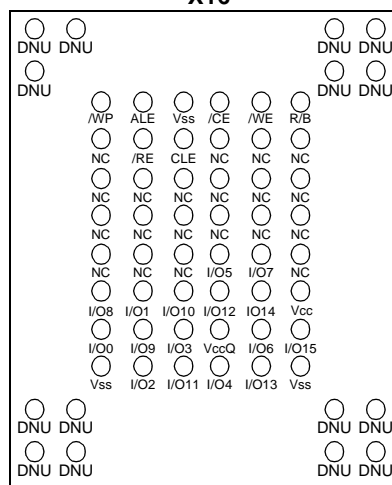 X16
DNU DNU DNU DNU
DNU DNU DNU
/WP ALE Vss /CE /WE R/B
NC /RE CLE NC NC NC
NC NC NC NC NC NC
NC NC NC NC NC NC
NC NC NC I/O5 I/O7 NC
I/O8 I/O1 I/O10 I/O12 IO14 Vcc
I/O0 I/O9 I/O3 VccQ I/O6 I/O15
Vss I/O2 I/O11 I/O4 I/O13 Vss
DNU DNU DNU DNU
DNU DNU DNU DNU